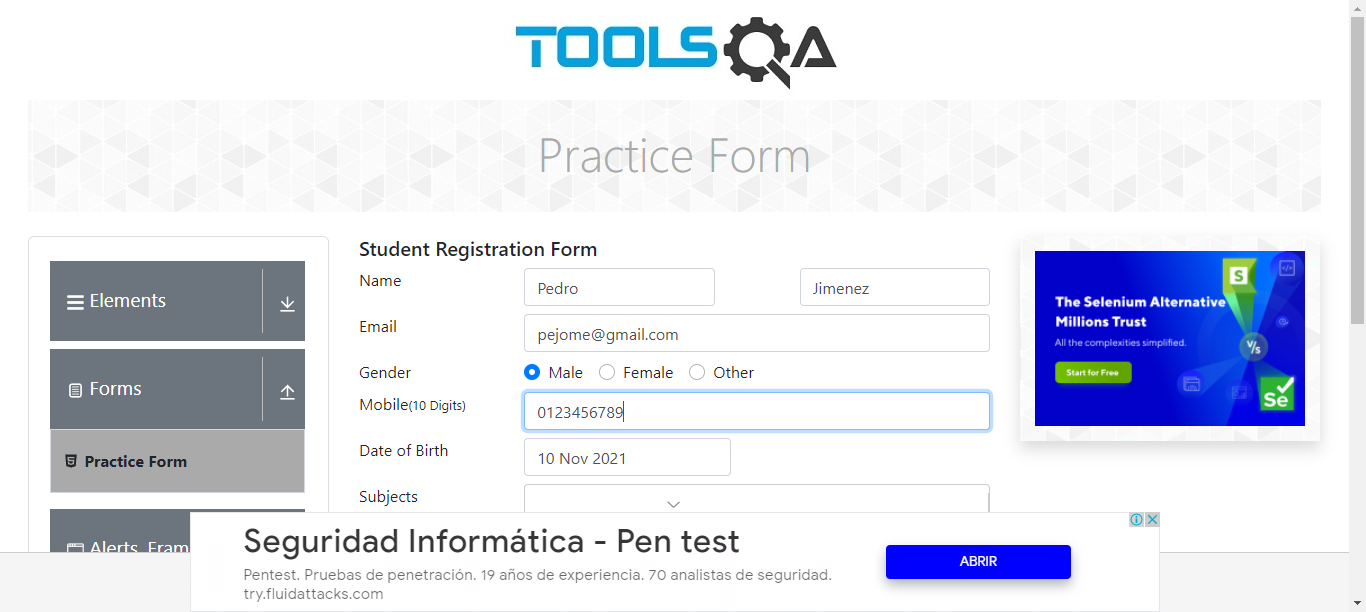 TOOLSQA
Practice Form
Elements
Forms
Practice Form
Alerts, Fram
Student Registration Form
Name
Pedro
Jimenez
Email
pejome@gmail.com
Gender
Male
Female
Other
Mobile(10 Digits)
0123456789
Date of Birth
10 Nov 2021
Subjects
S
The Selenium Alternative
Millions Trust
All the complexities simplified.
Start for Free
V/s
Se
Seguridad Informática - Pen test
Pentest. Pruebas de penetración. 19 años de experiencia. 70 analistas de seguridad.
try.fluidattacks.com
ABRIR